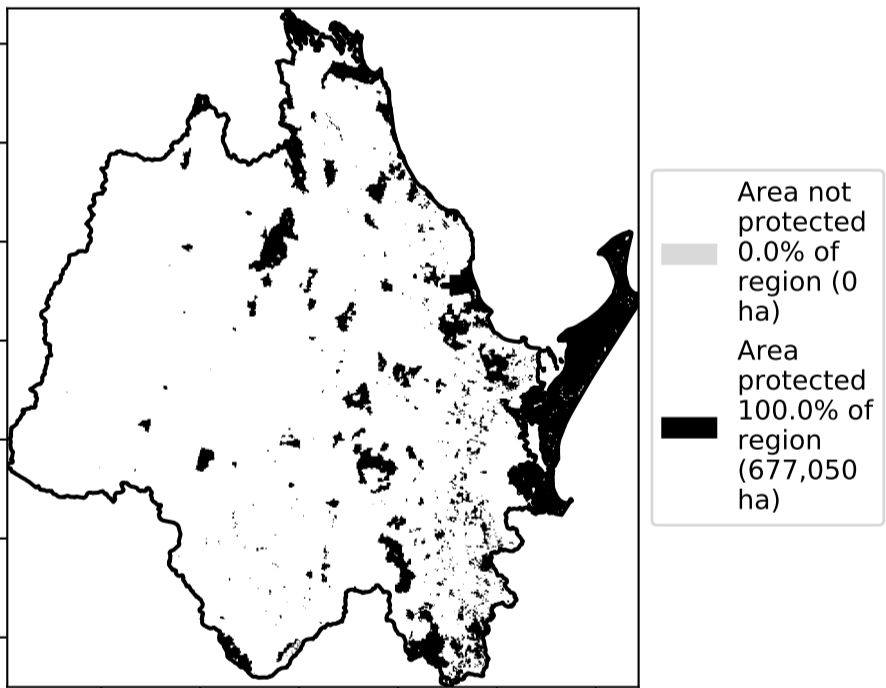 Area not
protected
0.0% of
region (0
ha)
Area
protected
100.0% of
region
(677,050
ha)